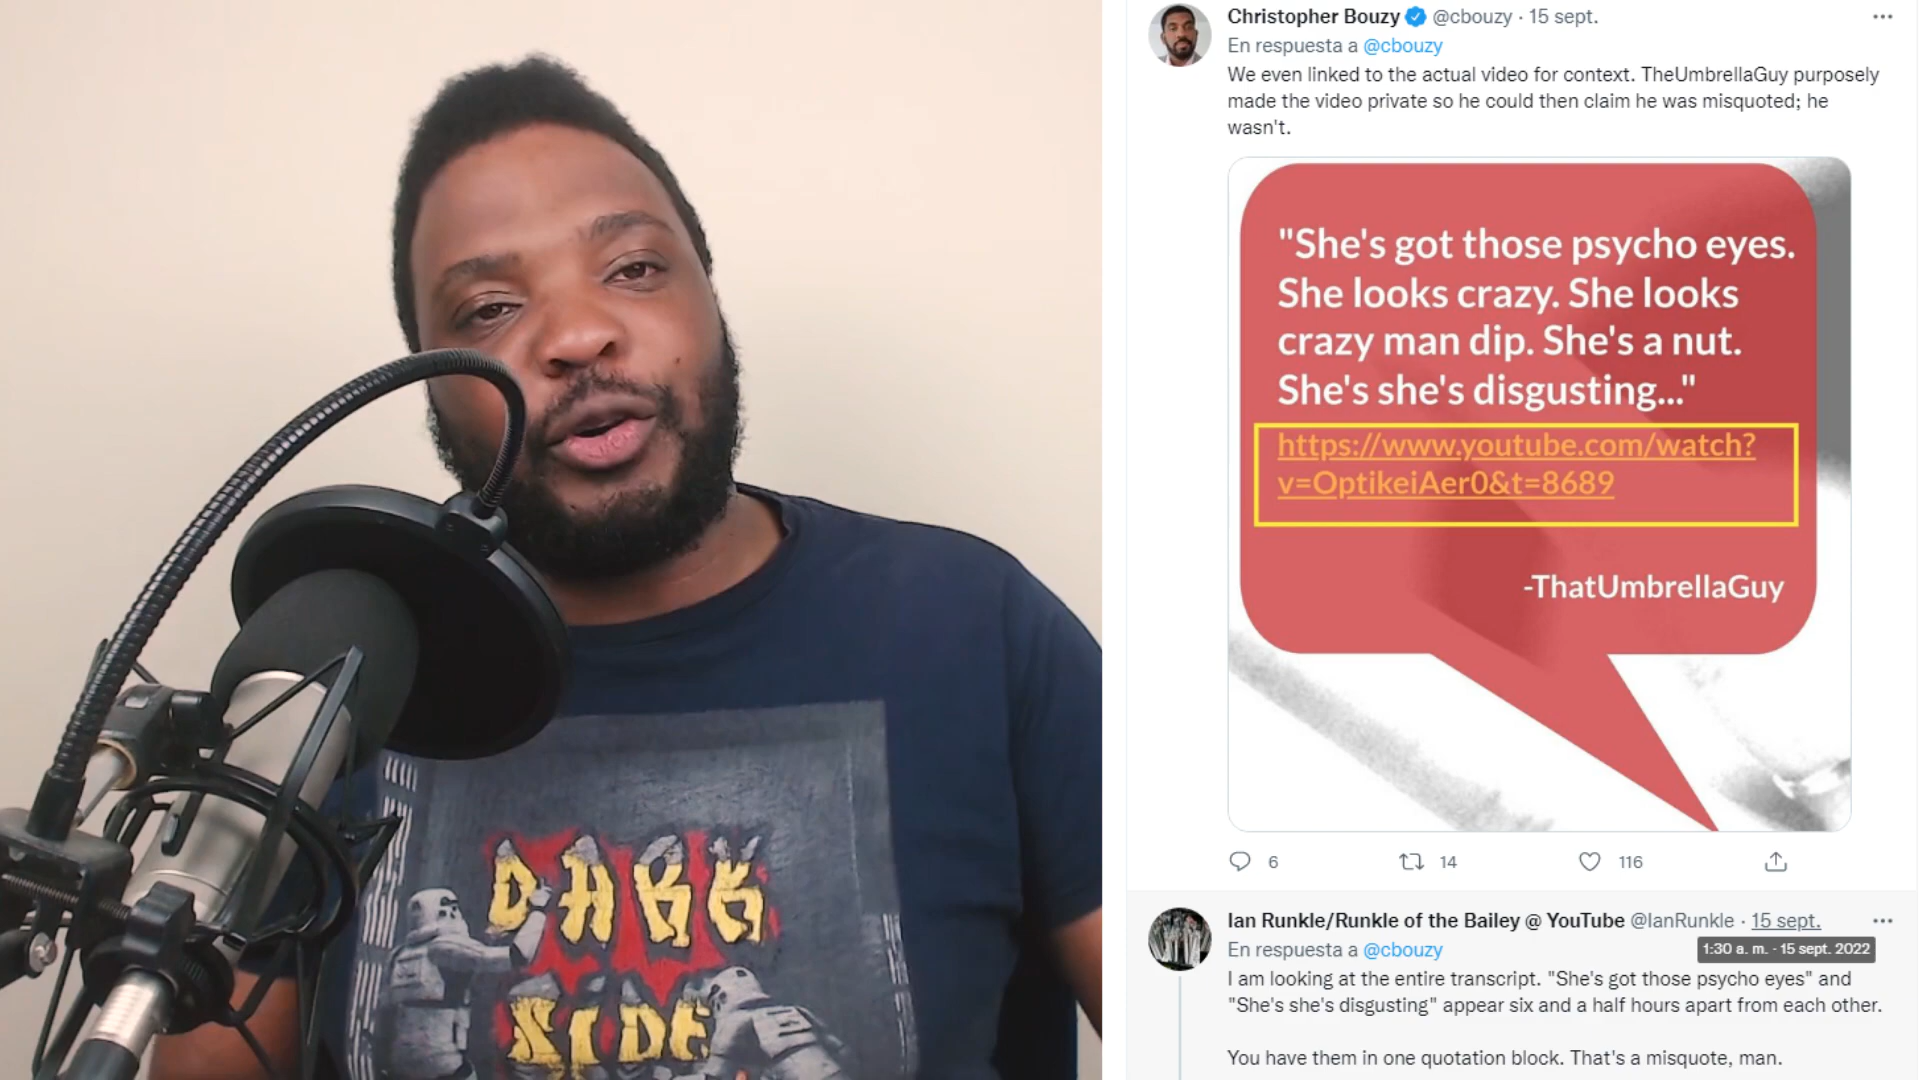 Christopher Bouzy @cbouzy · 15 sept.
En respuesta a @cbouzy
We even linked to the actual video for context. TheUmbrellaGuy purposely
made the video private so he could then claim he was misquoted; he
wasn't.
"She's got those psycho eyes.
She looks crazy. She looks
crazy man dip. She's a nut.
She's she's disgusting..."
https://www.youtube.com/watch?
v=OptikeiAer0&t=8689
-ThatUmbrellaGuy
6 14 116
Ian Runkle/Runkle of the Bailey @ YouTube @IanRunkle · 15 sept.
En respuesta a @cbouzy
1:30 a. m. · 15 sept. 2022
I am looking at the entire transcript. "She's got those psycho eyes" and
"She's she's disgusting" appear six and a half hours apart from each other.
You have them in one quotation block. That's a misquote, man.
DARK
SIDE